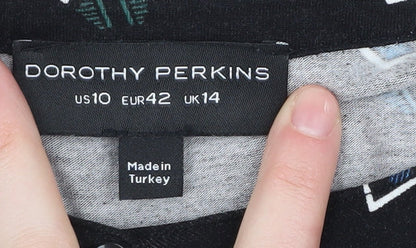 DOROTHY PERKINS
US10 EUR42 UK14
Made in
Turkey